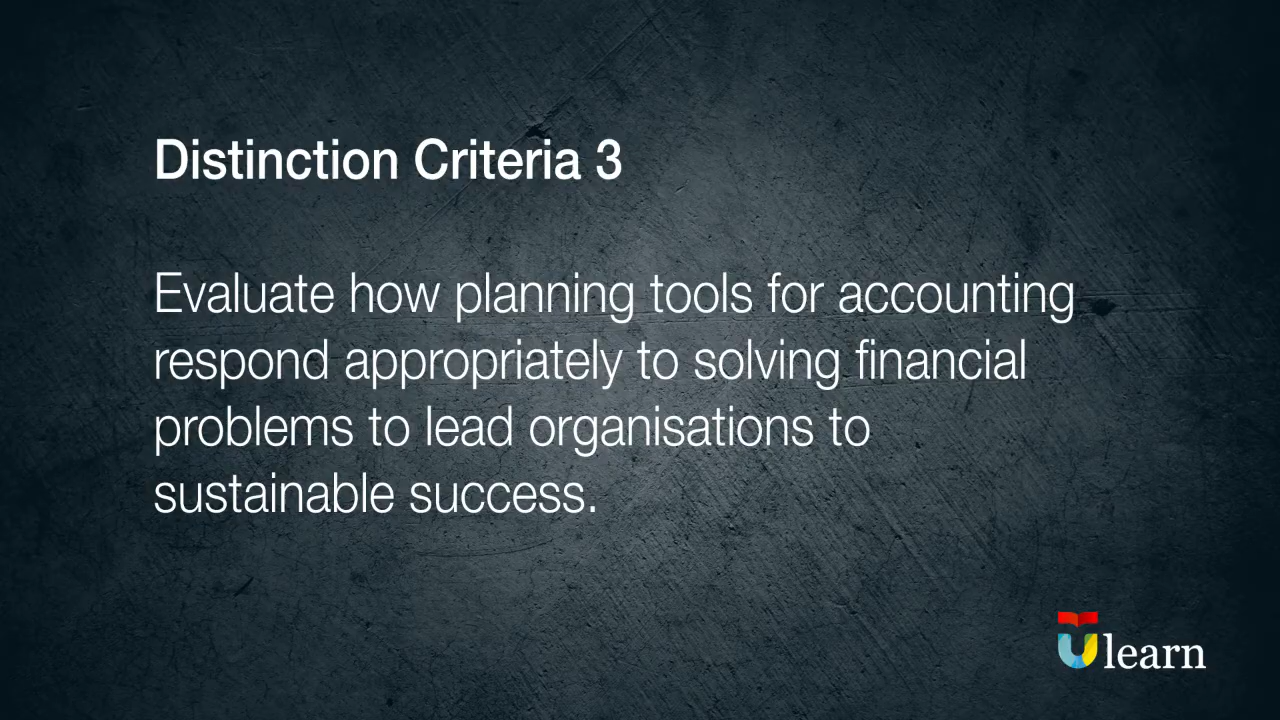 Distinction Criteria 3
Evaluate how planning tools for accounting
respond appropriately to solving financial
problems to lead organisations to
sustainable success.
U learn